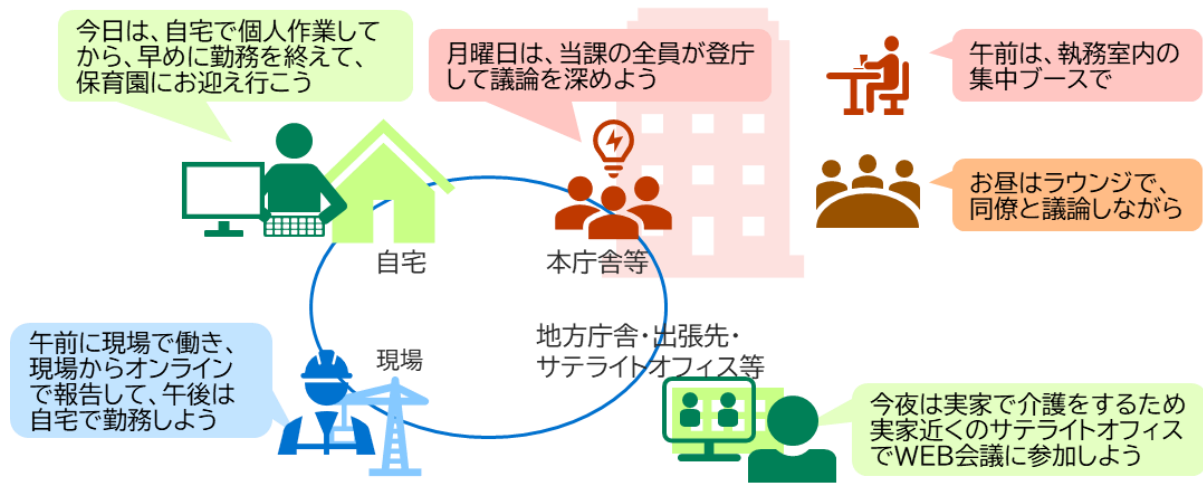 今日は、自宅で個人作業して
から、早めに勤務を終えて、
保育園にお迎え行こう
月曜日は、当課の全員が登庁
して議論を深めよう
午前は、執務室内の
集中ブースで
お昼はラウンジで、
同僚と議論しながら
自宅
本庁舎等
午前に現場で働き、
現場からオンライン
で報告して、午後は
自宅で勤務しよう
現場
地方庁舎・出張先・
サテライトオフィス等
今夜は実家で介護をするため
実家近くのサテライトオフィス
でWEB会議に参加しよう